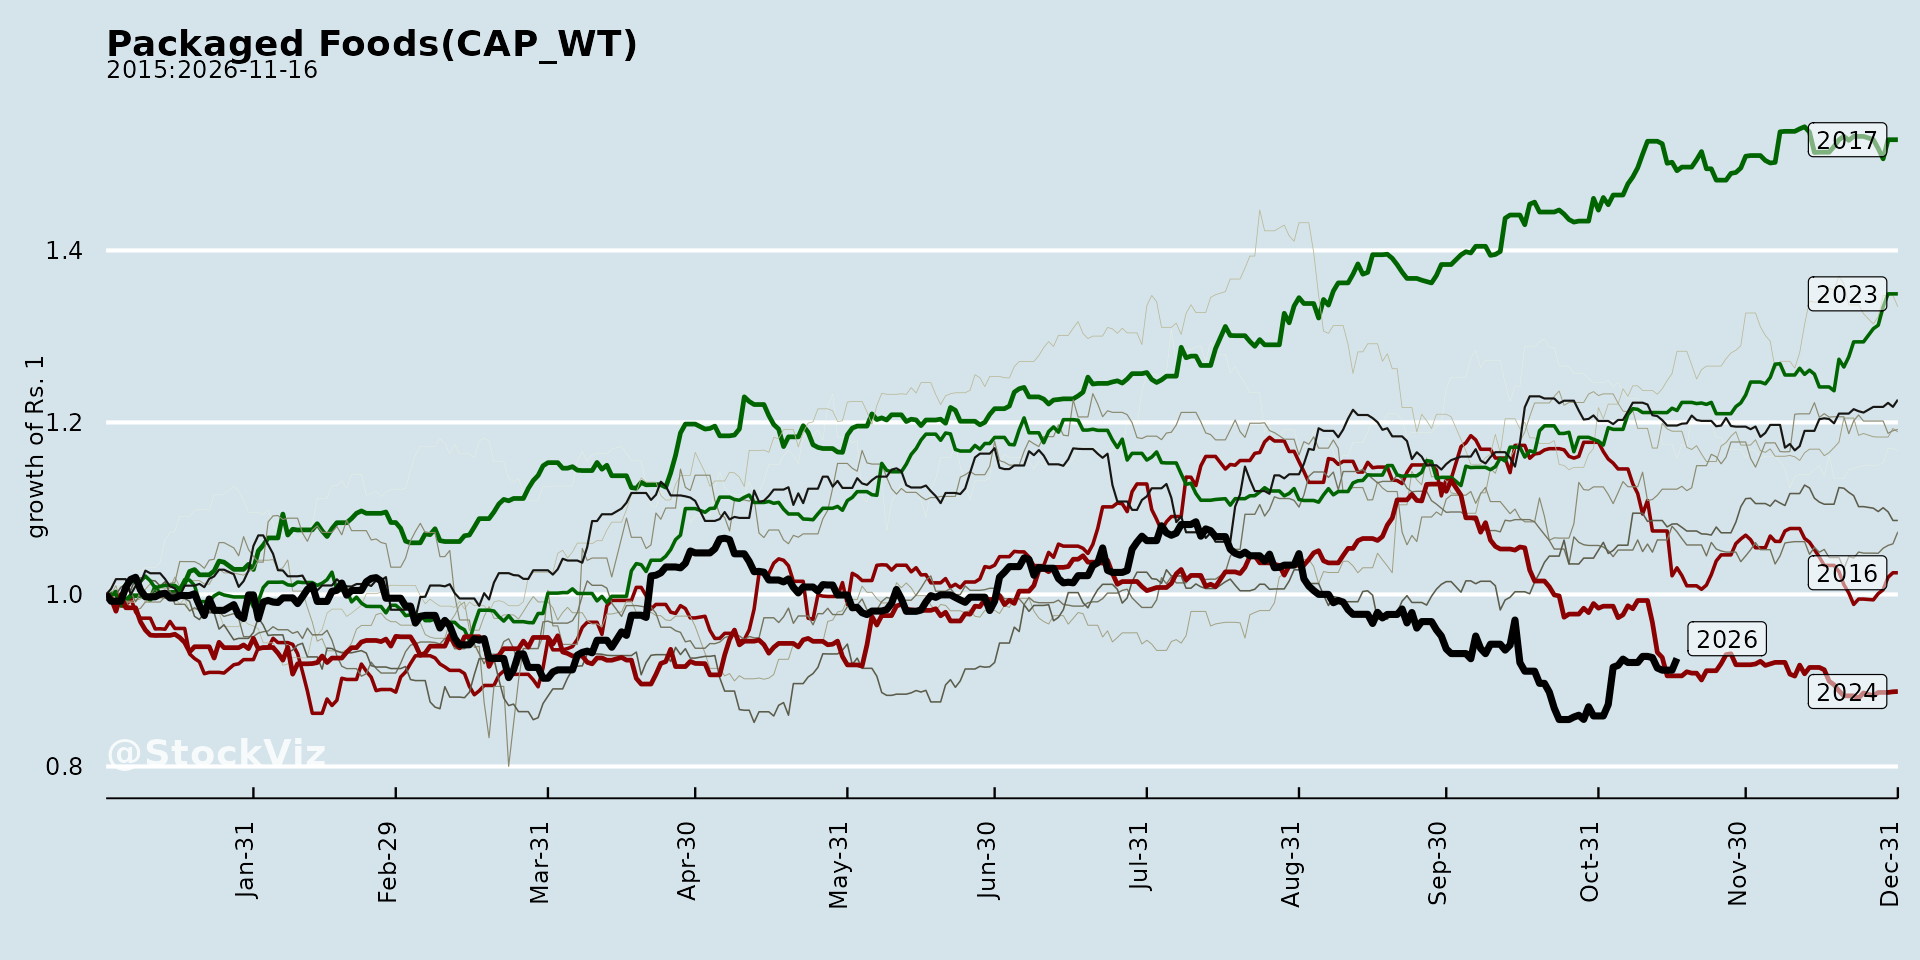 Packaged Foods(CAP_WT)
2015:2026-11-16
growth of Rs. 1
1.4
1.2
1.0
0.8
2017
2023
2016
2026
2024
@StockViz
Jan-31
Feb-29
Mar-31
Apr-30
May-31
Jun-30
Jul-31
Aug-31
Sep-30
Oct-31
Nov-30
Dec-31